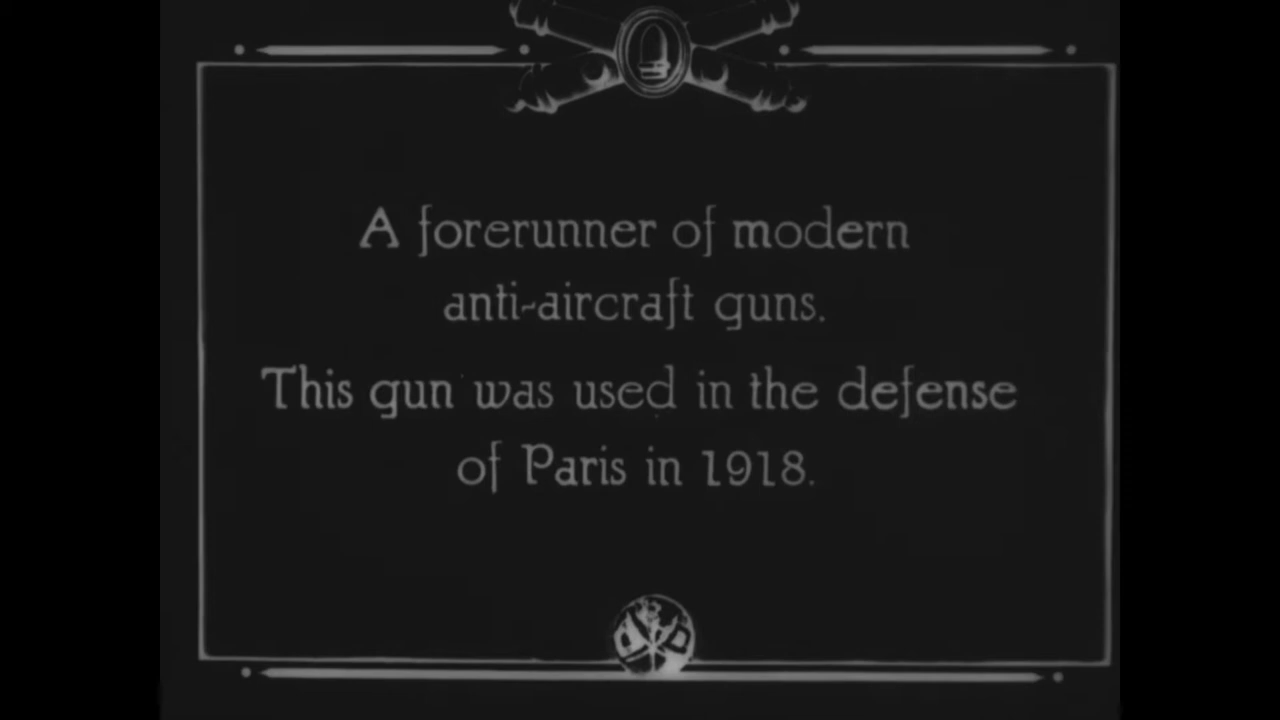 A forerunner of modern
anti-aircraft guns.
This gun was used in the defense
of Paris in 1918.